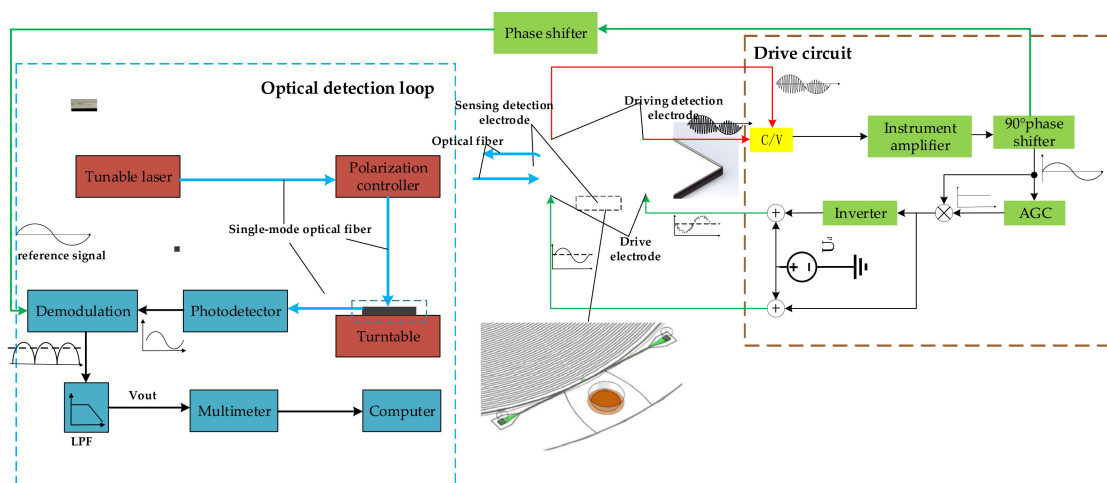 Phase shifter
Drive circuit
Optical detection loop
Sensing detection
electrode
Driving detection
electrode
Optical fiber
C/V
Instrument
amplifier
90°phase
shifter
Tunable laser
Polarization
controller
Inverter
AGC
Single-mode optical fiber
reference signal
Drive
electrode
U_d
Demodulation
Photodetector
Turntable
Vout
Multimeter
Computer
LPF